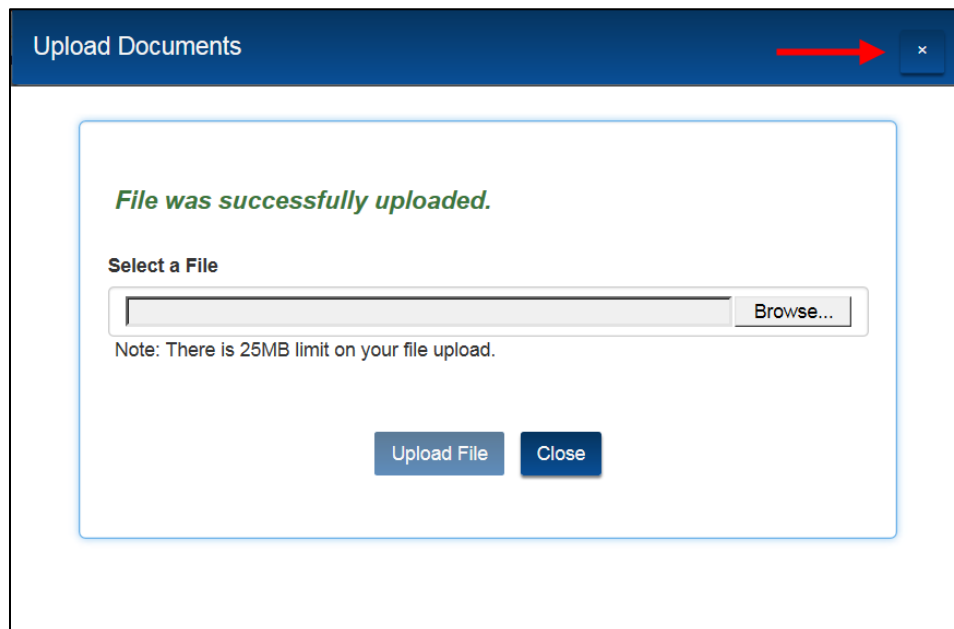 Upload Documents
×
File was successfully uploaded.
Select a File
Browse...
Note: There is 25MB limit on your file upload.
Upload File
Close